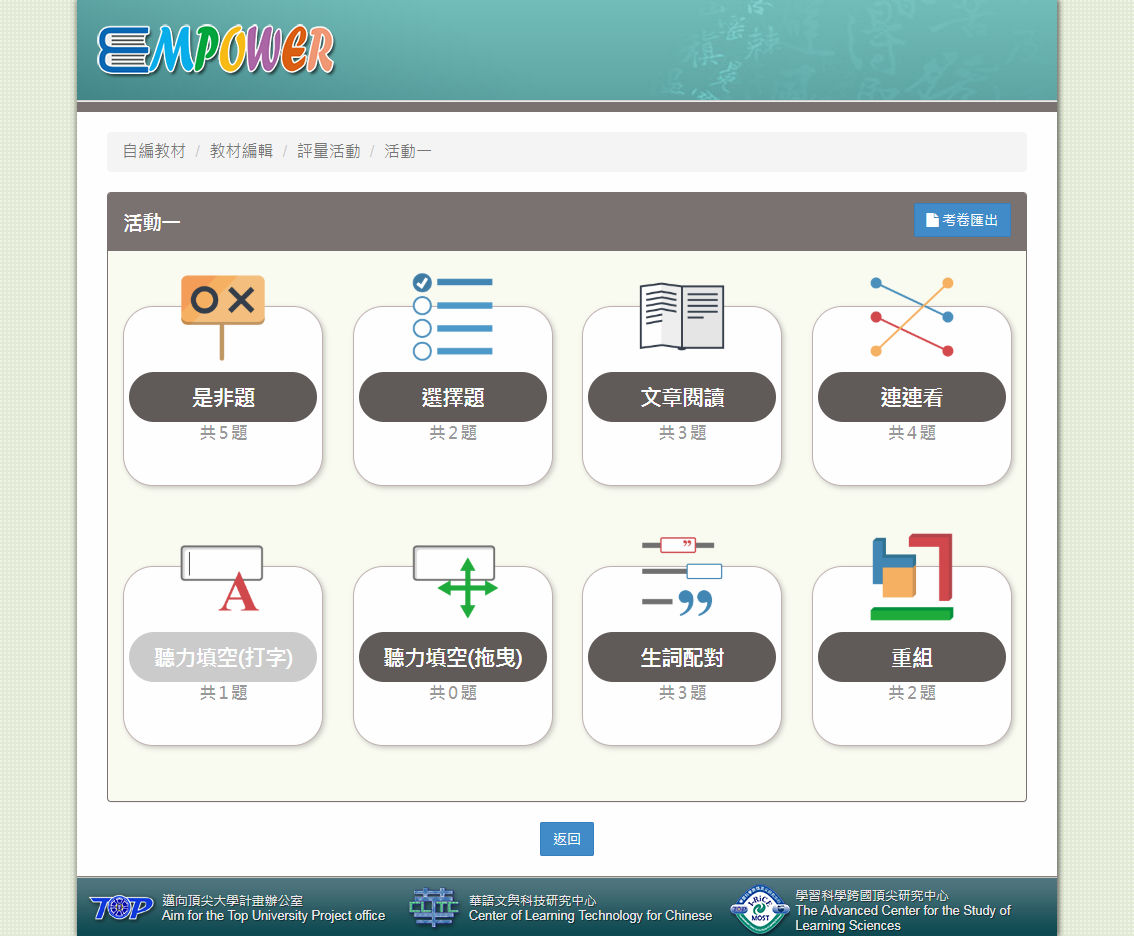 EMPOWER
自編教材 / 教材編輯 / 評量活動 / 活動一
活動一
考卷匯出
是非題
共 5 題
選擇題
共 2 題
文章閱讀
共 3 題
連連看
共 4 題
A
聽力填空(打字)
共 1 題
聽力填空(拖曳)
共 0 題
生詞配對
共 3 題
重組
共 2 題
返回
TOP
邁向頂尖大學計畫辦公室
Aim for the Top University Project office
華語文與科技研究中心
Center of Learning Technology for Chinese
MOST
學習科學跨國頂尖研究中心
The Advanced Center for the Study of
Learning Sciences